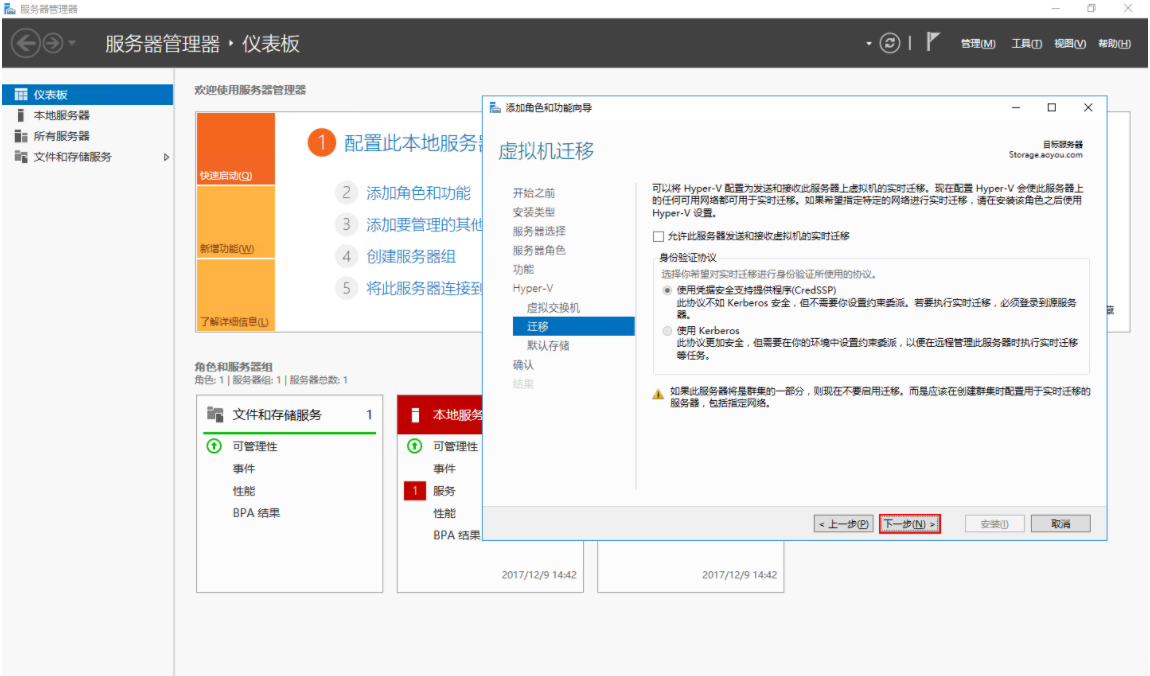 服务器管理器
服务器管理器 · 仪表板
管理(M) 工具(T) 视图(V) 帮助(H)
仪表板
本地服务器
所有服务器
文件和存储服务
欢迎使用服务器管理器
快速启动(Q)
新增功能(W)
了解详细信息(L)
1 配置此本地服务器
2 添加角色和功能
3 添加要管理的其他
4 创建服务器组
5 将此服务器连接到
角色和服务器组
角色: 1 | 服务器组: 1 | 服务器总数: 1
文件和存储服务 1
可管理性
事件
性能
BPA 结果
本地服务
可管理性
事件
1 服务
性能
BPA 结果
2017/12/9 14:42
2017/12/9 14:42
添加角色和功能向导
虚拟机迁移
目标服务器
Storage.aoyou.com
开始之前
安装类型
服务器选择
服务器角色
功能
Hyper-V
虚拟交换机
迁移
默认存储
确认
结果
可以将 Hyper-V 配置为发送和接收此服务器上虚拟机的实时迁移。现在配置 Hyper-V 会使此服务器上
的任何可用网络都可用于实时迁移。如果希望指定特定的网络进行实时迁移，请在安装该角色之后使用
Hyper-V 设置。
允许此服务器发送和接收虚拟机的实时迁移
身份验证协议
选择你希望对实时迁移进行身份验证所使用的协议。
使用凭据安全支持提供程序(CredSSP)
此协议不如 Kerberos 安全，但不需要你设置约束委派。若要执行实时迁移，必须登录到源服务
器。
使用 Kerberos
此协议更加安全，但需要在你的环境中设置约束委派，以便在远程管理此服务器时执行实时迁移
等任务。
如果此服务器将是群集的一部分，则现在不要启用迁移。而是应该在创建群集时配置用于实时迁移的
服务器，包括指定网络。
< 上一步(P) 下一步(N) > 安装(I) 取消